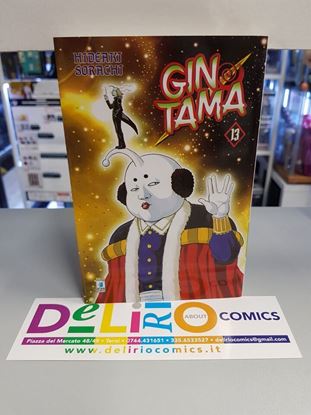 HIDEAKI
SORACHI
GIN
TAMA
13
DELIRIO
ABOUT
COMICS
Piazza del Mercato 48/49 • Terni • 0744.431651 • 335.6533527 • deliriocomics@gmail.com
www.deliriocomics.it